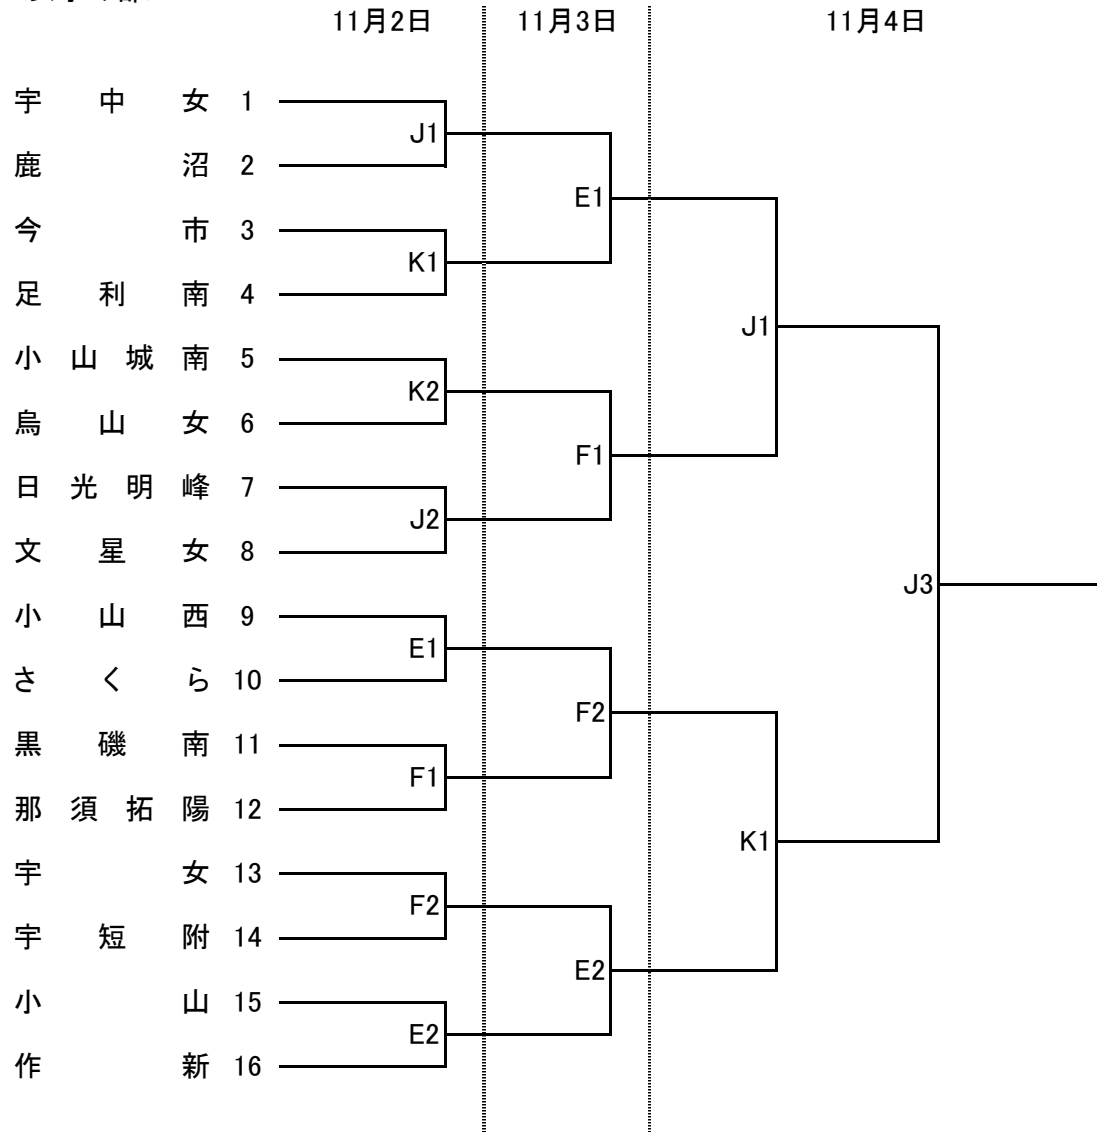 11月2日 11月3日 11月4日
宇中女 1
J1
鹿沼 2
E1
今市 3
K1
足利南 4
J1
小山城南 5
K2
烏山女 6
F1
日光明峰 7
J2
文星女 8
J3
小山西 9
E1
さくら 10
F2
黒磯南 11
F1
那須拓陽 12
K1
宇女 13
F2
宇短附 14
E2
小山 15
E2
作新 16